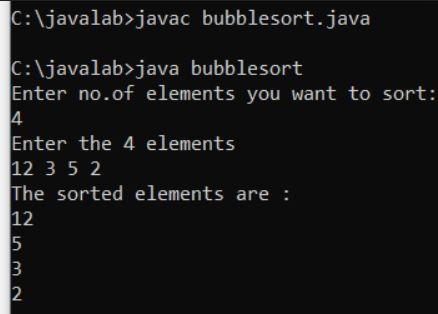 C:\javalab>javac bubblesort.java
C:\javalab>java bubblesort
Enter no.of elements you want to sort:
4
Enter the 4 elements
12 3 5 2
The sorted elements are :
12
5
3
2